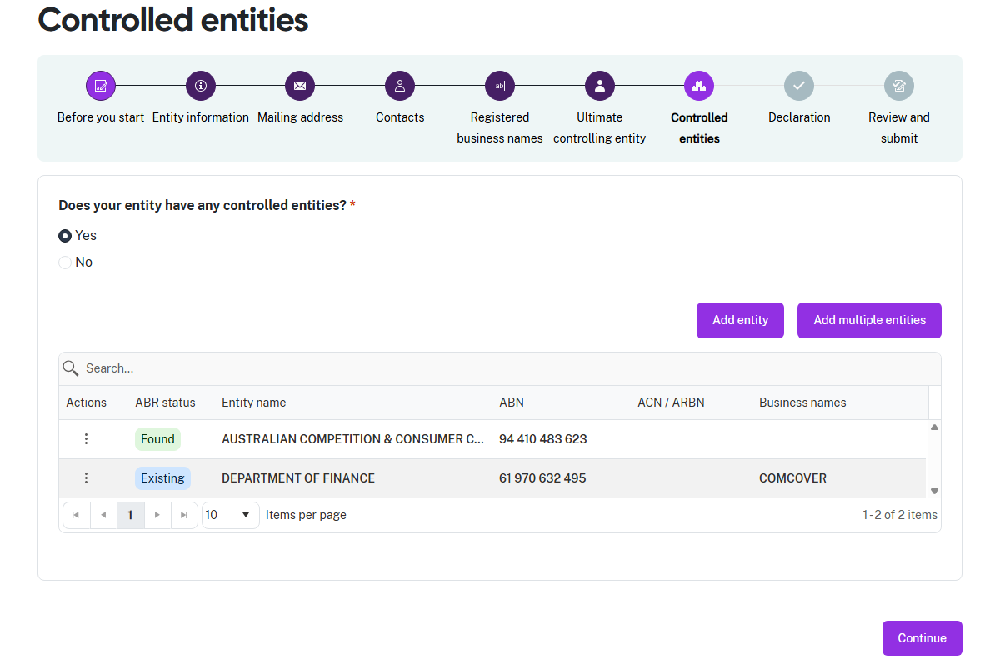 Controlled entities
Before you start
Entity information
Mailing address
Contacts
Registered
business names
Ultimate
controlling entity
Controlled
entities
Declaration
Review and
submit
Does your entity have any controlled entities? *
Yes
No
Add entity
Add multiple entities
Search...
Actions ABR status Entity name ABN ACN / ARBN Business names
Found AUSTRALIAN COMPETITION & CONSUMER C... 94 410 483 623
Existing DEPARTMENT OF FINANCE 61 970 632 495 COMCOVER
1 10 Items per page 1 - 2 of 2 items
Continue